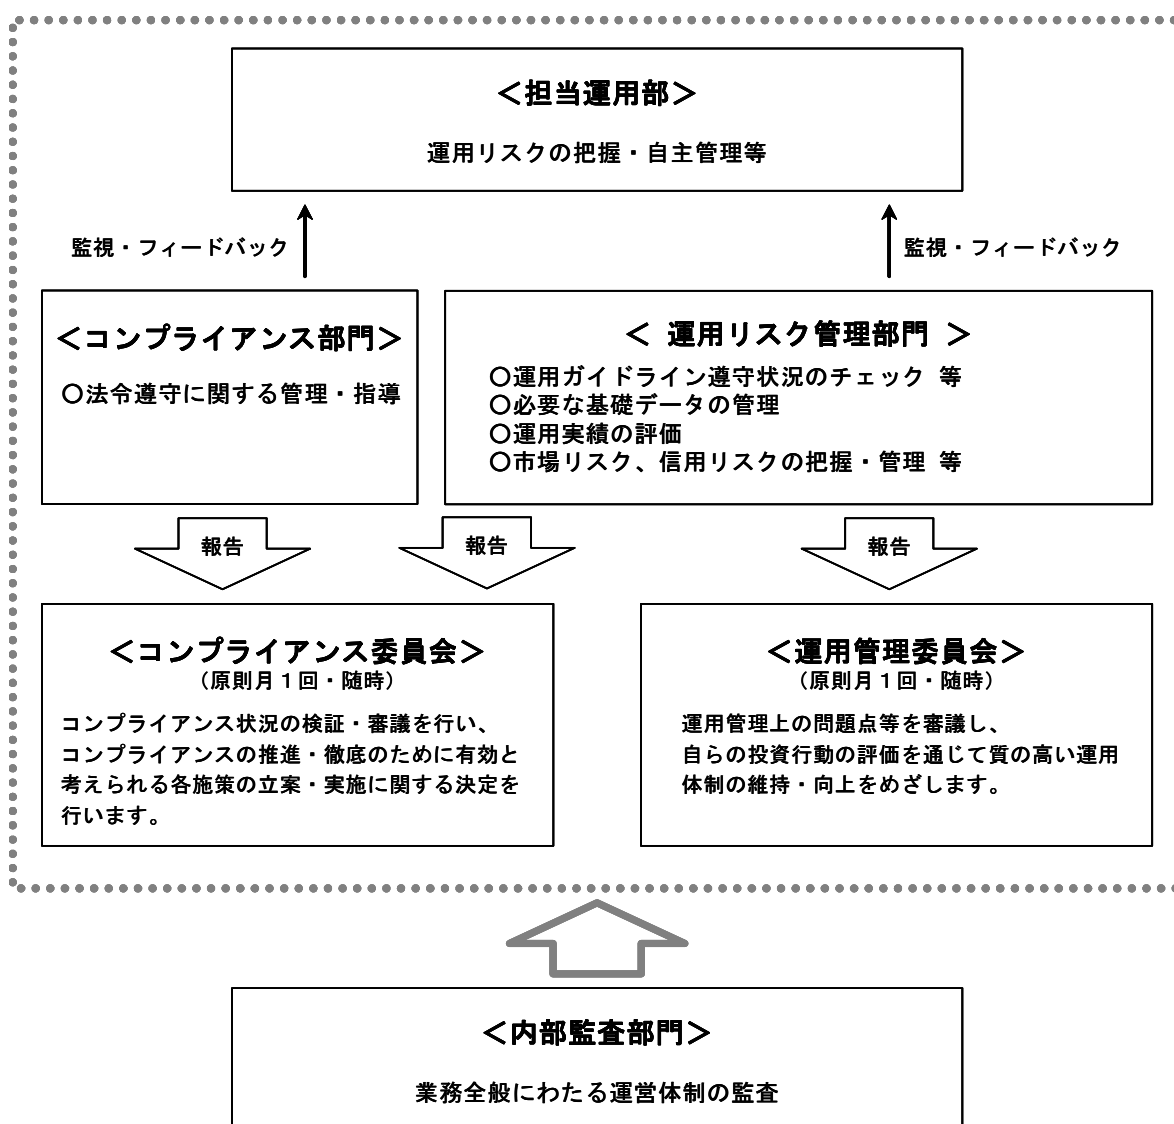 ＜担当運用部＞
運用リスクの把握・自主管理等
監視・フィードバック
監視・フィードバック
＜コンプライアンス部門＞
○法令遵守に関する管理・指導
＜ 運用リスク管理部門 ＞
○運用ガイドライン遵守状況のチェック 等
○必要な基礎データの管理
○運用実績の評価
○市場リスク、信用リスクの把握・管理 等
報告
報告
報告
＜コンプライアンス委員会＞
（原則月１回・随時）
コンプライアンス状況の検証・審議を行い、
コンプライアンスの推進・徹底のために有効と
考えられる各施策の立案・実施に関する決定を
行います。
＜運用管理委員会＞
（原則月１回・随時）
運用管理上の問題点等を審議し、
自らの投資行動の評価を通じて質の高い運用
体制の維持・向上をめざします。
＜内部監査部門＞
業務全般にわたる運営体制の監査